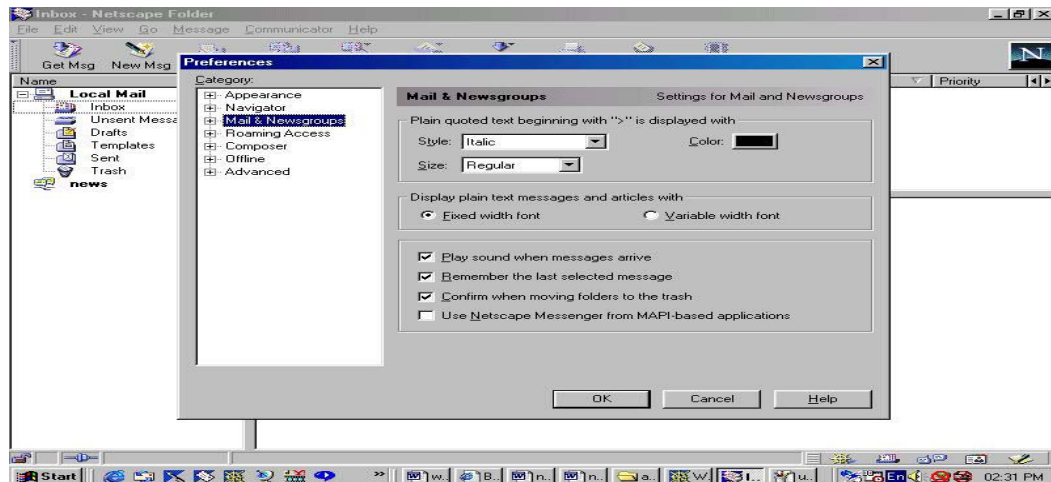 Inbox - Netscape Folder
File Edit View Go Message Communicator Help
Get Msg New Msg
N
Name
Priority
Local Mail
Inbox
Unsent Messa
Drafts
Templates
Sent
Trash
news
Preferences
Category:
Appearance
Navigator
Mail & Newsgroups
Roaming Access
Composer
Offline
Advanced
Mail & Newsgroups Settings for Mail and Newsgroups
Plain quoted text beginning with ">" is displayed with
Style: Italic Color:
Size: Regular
Display plain text messages and articles with
Fixed width font Variable width font
Play sound when messages arrive
Remember the last selected message
Confirm when moving folders to the trash
Use Netscape Messenger from MAPI-based applications
OK Cancel Help
Start w.. B.. n.. n.. a.. W.. I.. u.. En 02:31 PM